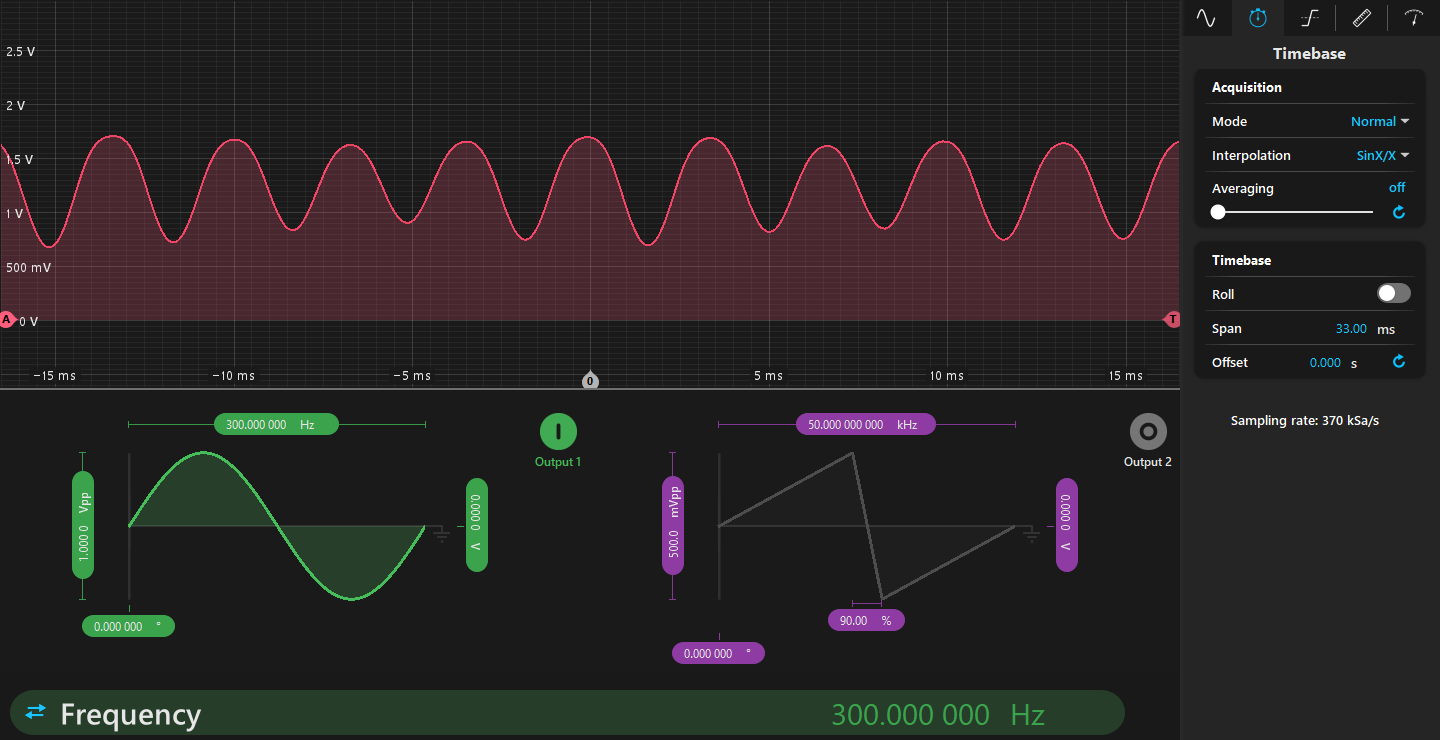 2.5 V
2 V
1.5 V
1 V
500 mV
A
0 V
T
−15 ms
−10 ms
−5 ms
0
5 ms
10 ms
15 ms
Timebase
Acquisition
Mode Normal
Interpolation SinX/X
Averaging off
Timebase
Roll
Span 33.00 ms
Offset 0.000 s
Sampling rate: 370 kSa/s
300.000 000 Hz
Output 1
1.000 0 Vpp
0.000 0 V
0.000 000 °
50.000 000 000 kHz
Output 2
500.0 mVpp
0.000 0 V
90.00 %
0.000 000 °
Frequency 300.000 000 Hz